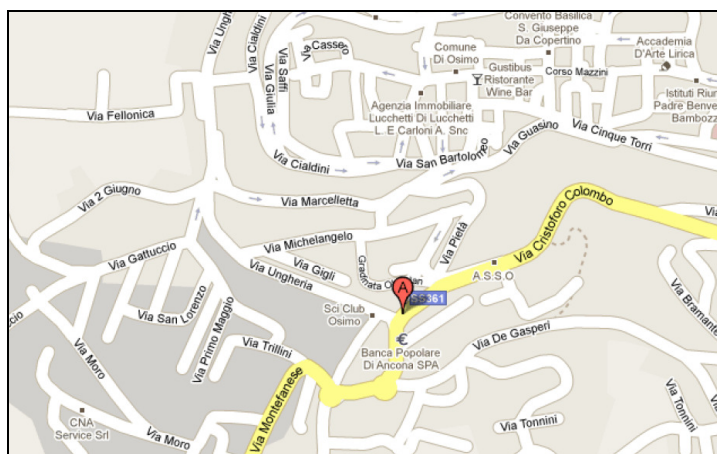 Convento Basilica
S. Giuseppe
Da Copertino
Via Ungh
Via Cialdini
Via Saffi
Via Giulia
Via Casse
Comune
Di Osimo
Accademia
D'Arte Lirica
Gustibus
Ristorante
Wine Bar
Corso Mazzini
Istituti Riun
Padre Benve
Bambozz
Agenzia Immobiliare
Lucchetti Di Lucchetti
L. E Carloni A. Snc
Via Fellonica
Via Cialdini
Via San Bartolomeo
Via Guasino
Via Cinque Torri
Via 2 Giugno
Via Marcelletta
Via Cristoforo Colombo
Via Michelangelo
Via Pietà
Via Gattuccio
Via Gigli
Gradinata O
Via Ungheria
A.S.S.O
A
SS361
Via Bramante
Via San Lorenzo
Via Primo Maggio
Sci Club
Osimo
€
Banca Popolare
Di Ancona SPA
Via De Gasperi
Via Moro
Via Trillini
Via Montefanese
CNA
Service Srl
Via Moro
Via Tonnini
Via Tonnini